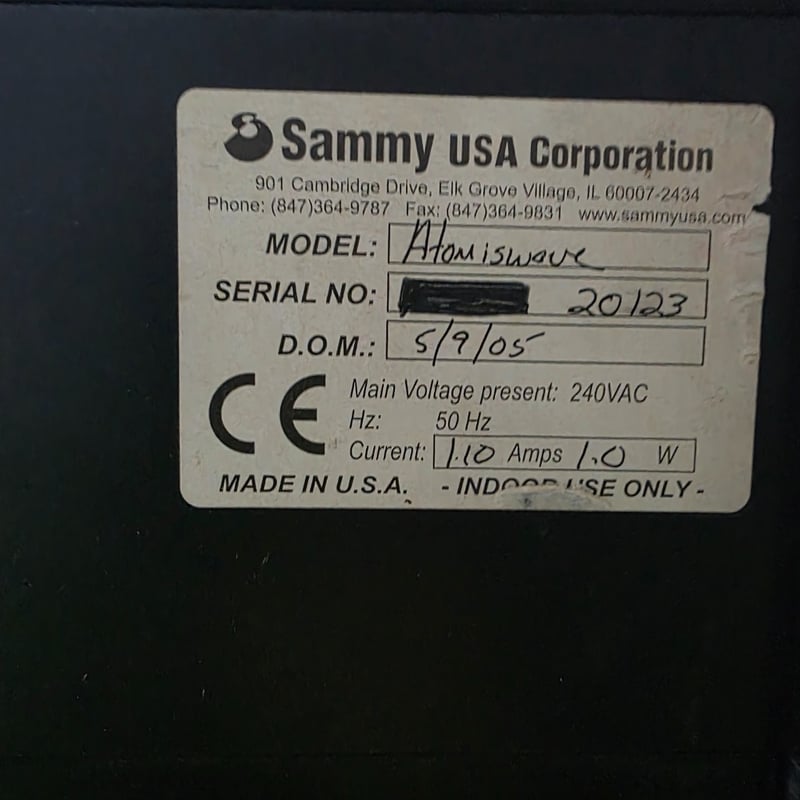 Sammy USA Corporation
901 Cambridge Drive, Elk Grove Village, IL 60007-2434
Phone: (847)364-9787 Fax: (847)364-9831 www.sammyusa.com
MODEL: Atomiswave
SERIAL NO: 20123
D.O.M.: 5/9/05
CE Main Voltage present: 240VAC
Hz: 50 Hz
Current: 1.10 Amps 1.0 W
MADE IN U.S.A. - INDOOR USE ONLY -